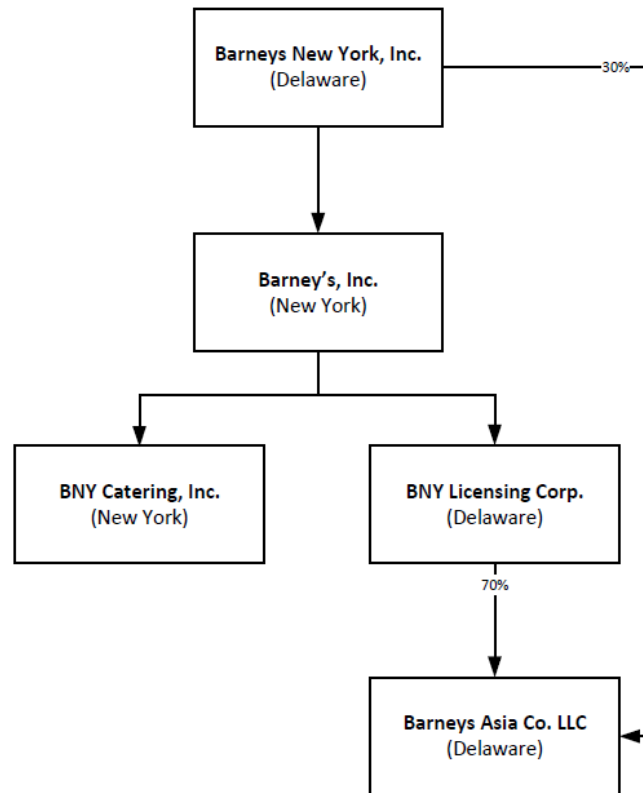 Barneys New York, Inc.
(Delaware)
30%
Barney’s, Inc.
(New York)
BNY Catering, Inc.
(New York)
BNY Licensing Corp.
(Delaware)
70%
Barneys Asia Co. LLC
(Delaware)